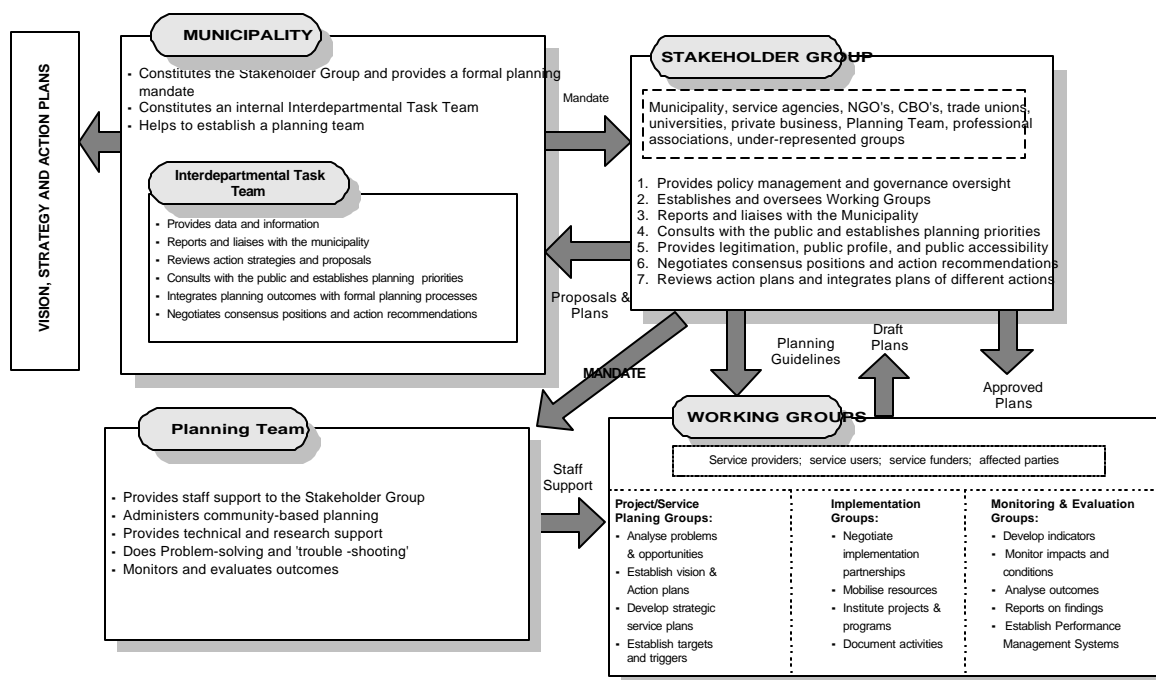 VISION, STRATEGY AND ACTION PLANS
MUNICIPALITY
▪ Constitutes the Stakeholder Group and provides a formal planning
mandate
▪ Constitutes an internal Interdepartmental Task Team
▪ Helps to establish a planning team
Interdepartmental Task
Team
▪ Provides data and information
▪ Reports and liaises with the municipality
▪ Reviews action strategies and proposals
▪ Consults with the public and establishes planning priorities
▪ Integrates planning outcomes with formal planning processes
▪ Negotiates consensus positions and action recommendations
Mandate
Proposals &
Plans
STAKEHOLDER GROUP
Municipality, service agencies, NGO's, CBO's, trade unions,
universities, private business, Planning Team, professional
associations, under-represented groups
1. Provides policy management and governance oversight
2. Establishes and oversees Working Groups
3. Reports and liaises with the Municipality
4. Consults with the public and establishes planning priorities
5. Provides legitimation, public profile, and public accessibility
6. Negotiates consensus positions and action recommendations
7. Reviews action plans and integrates plans of different actions
MANDATE
Planning
Guidelines
Draft
Plans
Approved
Plans
Planning Team
▪ Provides staff support to the Stakeholder Group
▪ Administers community-based planning
▪ Provides technical and research support
▪ Does Problem-solving and 'trouble -shooting'
▪ Monitors and evaluates outcomes
Staff
Support
WORKING GROUPS
Service providers; service users; service funders; affected parties
Project/Service
Planing Groups:
▪ Analyse problems
& opportunities
▪ Establish vision &
Action plans
▪ Develop strategic
service plans
▪ Establish targets
and triggers
Implementation
Groups:
▪ Negotiate
implementation
partnerships
▪ Mobilise resources
▪ Institute projects &
programs
▪ Document activities
Monitoring & Evaluation
Groups:
▪ Develop indicators
▪ Monitor impacts and
conditions
▪ Analyse outcomes
▪ Reports on findings
▪ Establish Performance
Management Systems